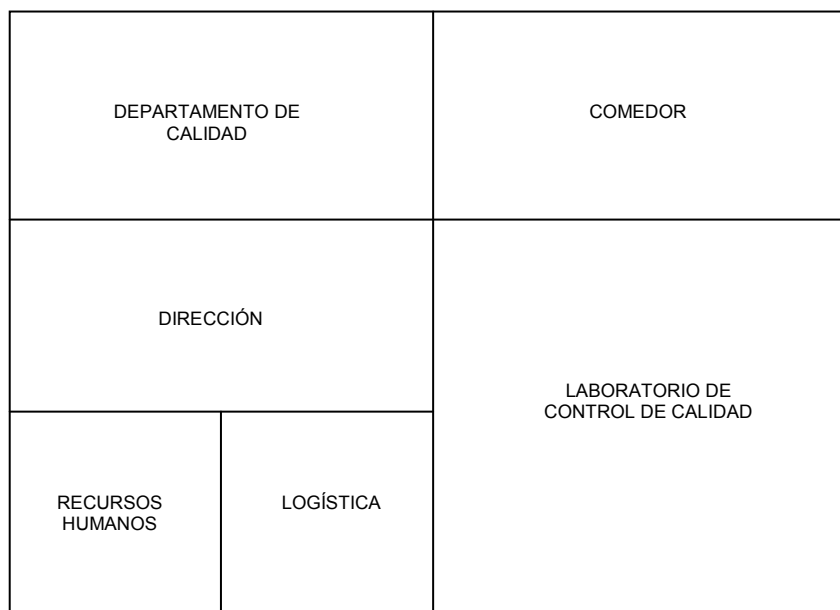 DEPARTAMENTO DE
CALIDAD
COMEDOR
DIRECCIÓN
LABORATORIO DE
CONTROL DE CALIDAD
RECURSOS
HUMANOS
LOGÍSTICA